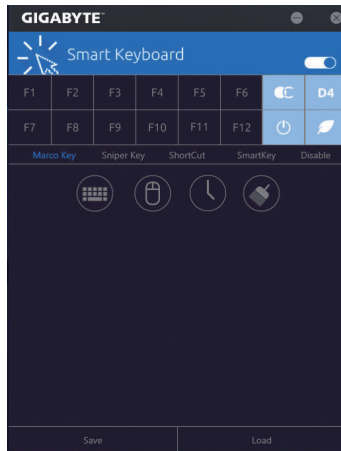 GIGABYTE™
Smart Keyboard
F1 F2 F3 F4 F5 F6 D4
F7 F8 F9 F10 F11 F12
Marco Key Sniper Key ShortCut SmartKey Disable
Save Load